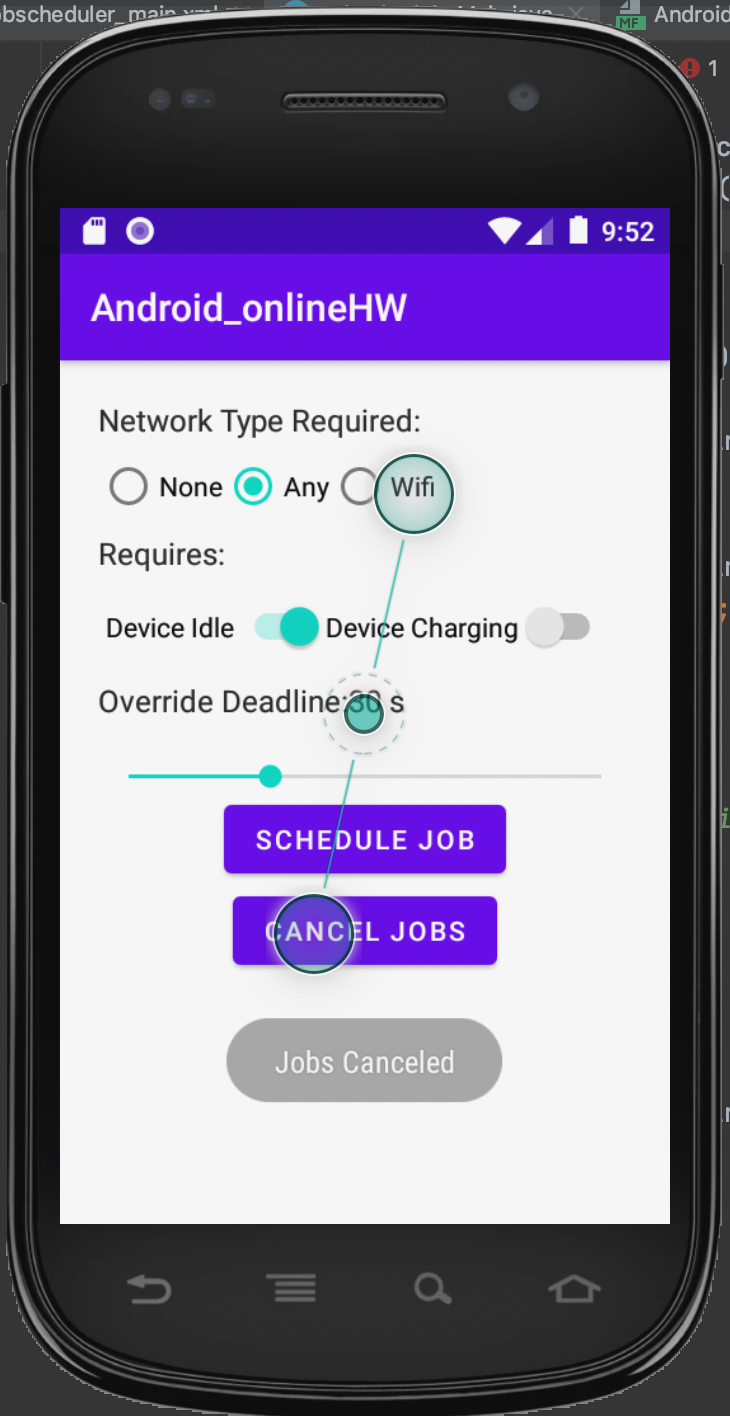 bscheduler_main.xml
Android
MF
1
9:52
Android_onlineHW
Network Type Required:
None Any Wifi
Requires:
Device Idle Device Charging
Override Deadline:30 s
SCHEDULE JOB
CANCEL JOBS
Jobs Canceled